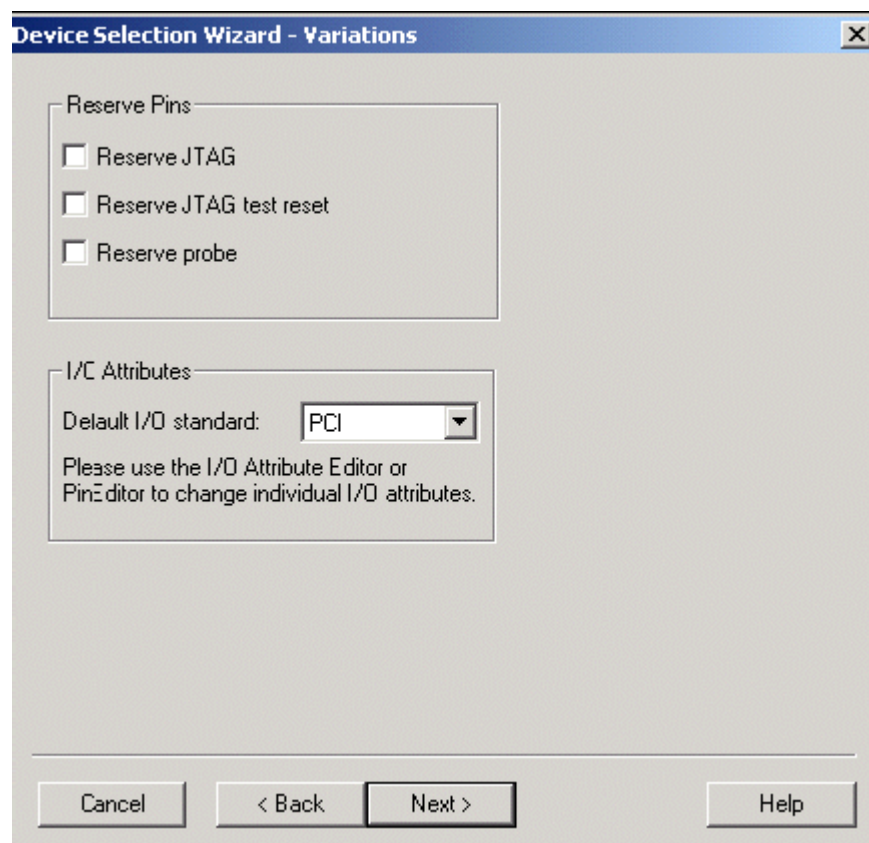 Device Selection Wizard - Variations
Reserve Pins
Reserve JTAG
Reserve JTAG test reset
Reserve probe
I/O Attributes
Default I/O standard:
PCI
Please use the I/O Attribute Editor or
PinEditor to change individual I/O attributes.
Cancel
< Back
Next >
Help